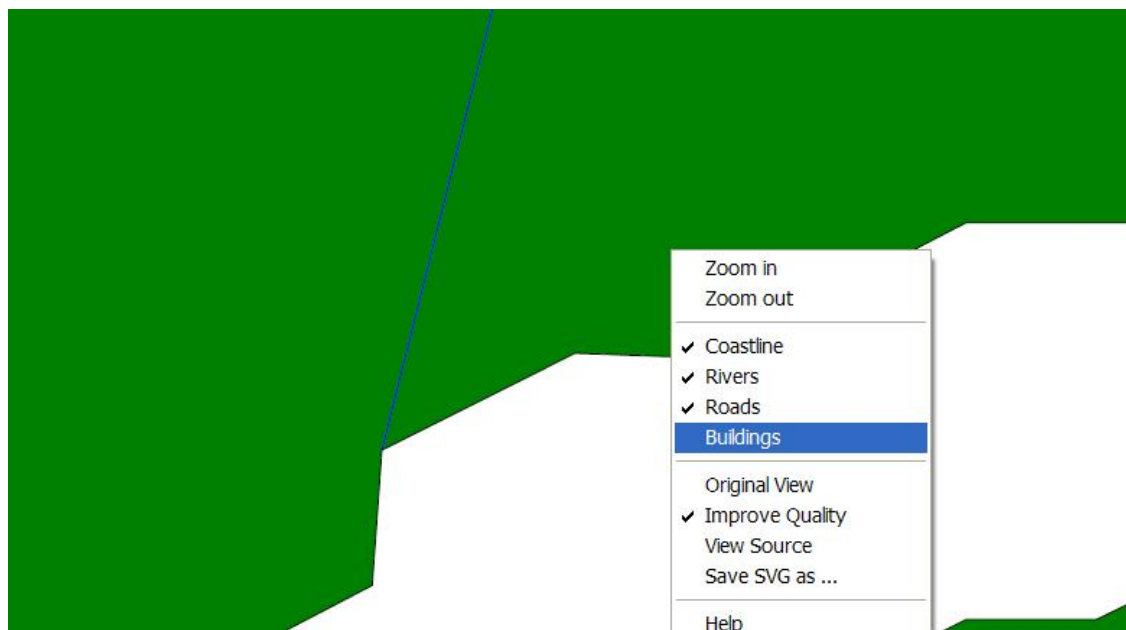 Zoom in
Zoom out
Coastline
Rivers
Roads
Buildings
Original View
Improve Quality
View Source
Save SVG as ...
Help